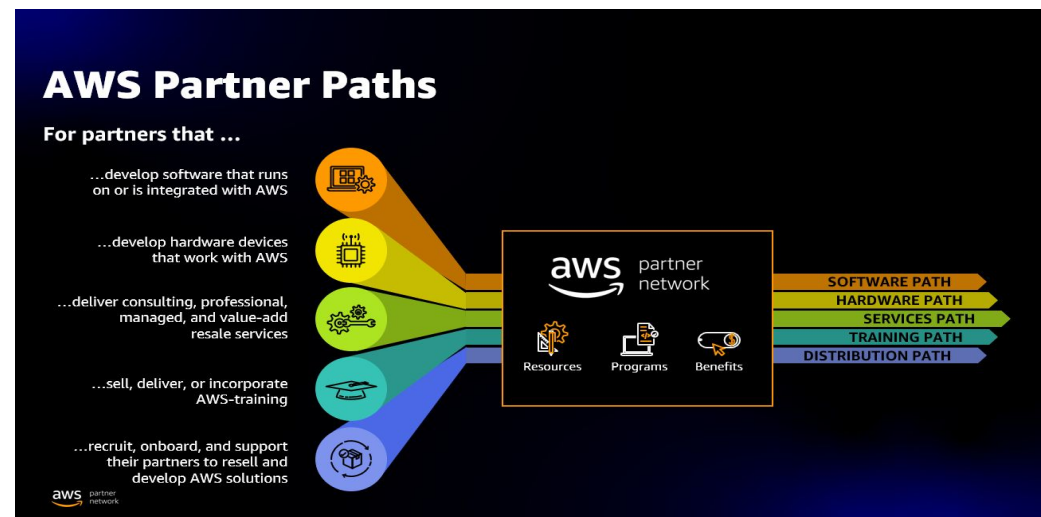 AWS Partner Paths
For partners that ...
...develop software that runs
on or is integrated with AWS
...develop hardware devices
that work with AWS
...deliver consulting, professional,
managed, and value-add
resale services
...sell, deliver, or incorporate
AWS-training
...recruit, onboard, and support
their partners to resell and
develop AWS solutions
aws partner
network
Resources Programs Benefits
SOFTWARE PATH
HARDWARE PATH
SERVICES PATH
TRAINING PATH
DISTRIBUTION PATH
aws partner
network